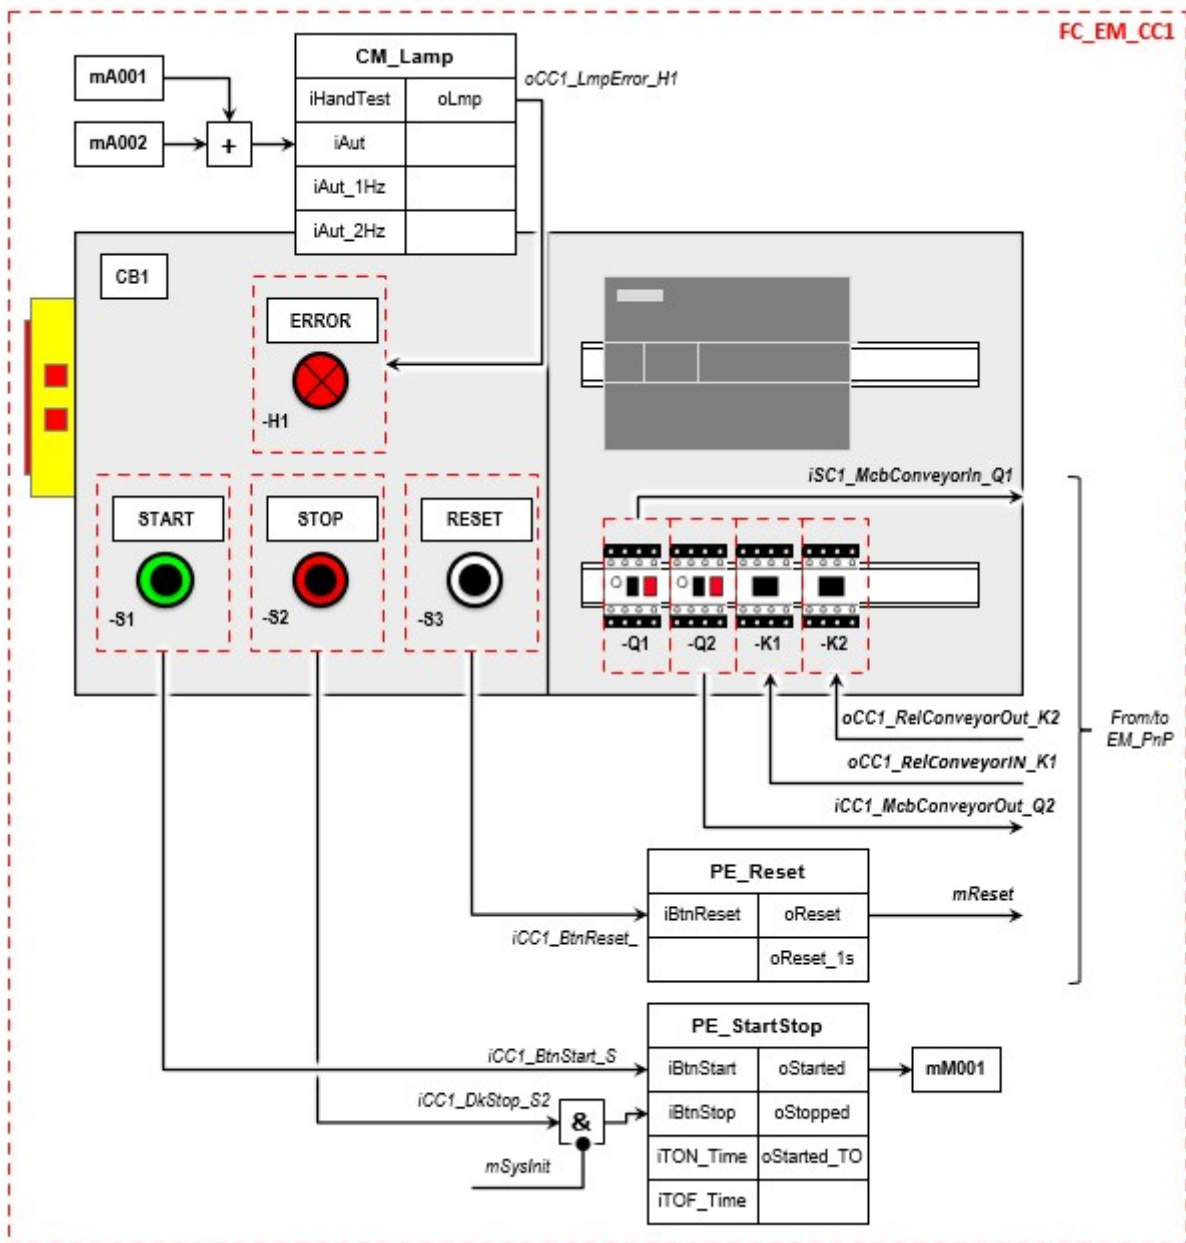 FC_EM_CC1
CM_Lamp
mA001
oCC1_LmpError_H1
iHandTest oLmp
mA002
+
iAut
iAut_1Hz
iAut_2Hz
CB1
ERROR
-H1
iSC1_McbConveyorIn_Q1
START STOP RESET
-S1 -S2 -S3
-Q1 -Q2 -K1 -K2
oCC1_RelConveyorOut_K2
From/to
EM_PnP
oCC1_RelConveyorIN_K1
iCC1_McbConveyorOut_Q2
PE_Reset
mReset
iBtnReset oReset
iCC1_BtnReset_
oReset_1s
PE_StartStop
iCC1_BtnStart_S
iBtnStart oStarted
mM001
iCC1_DkStop_S2
&
iBtnStop oStopped
iTON_Time oStarted_TO
mSysInit
iTOF_Time